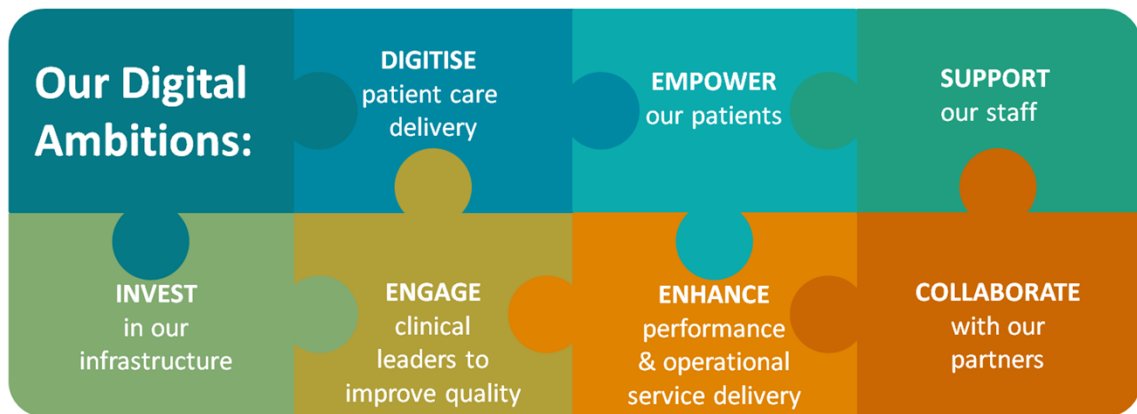 Our Digital
Ambitions:
DIGITISE
patient care
delivery
EMPOWER
our patients
SUPPORT
our staff
INVEST
in our
infrastructure
ENGAGE
clinical
leaders to
improve quality
ENHANCE
performance
& operational
service delivery
COLLABORATE
with our
partners